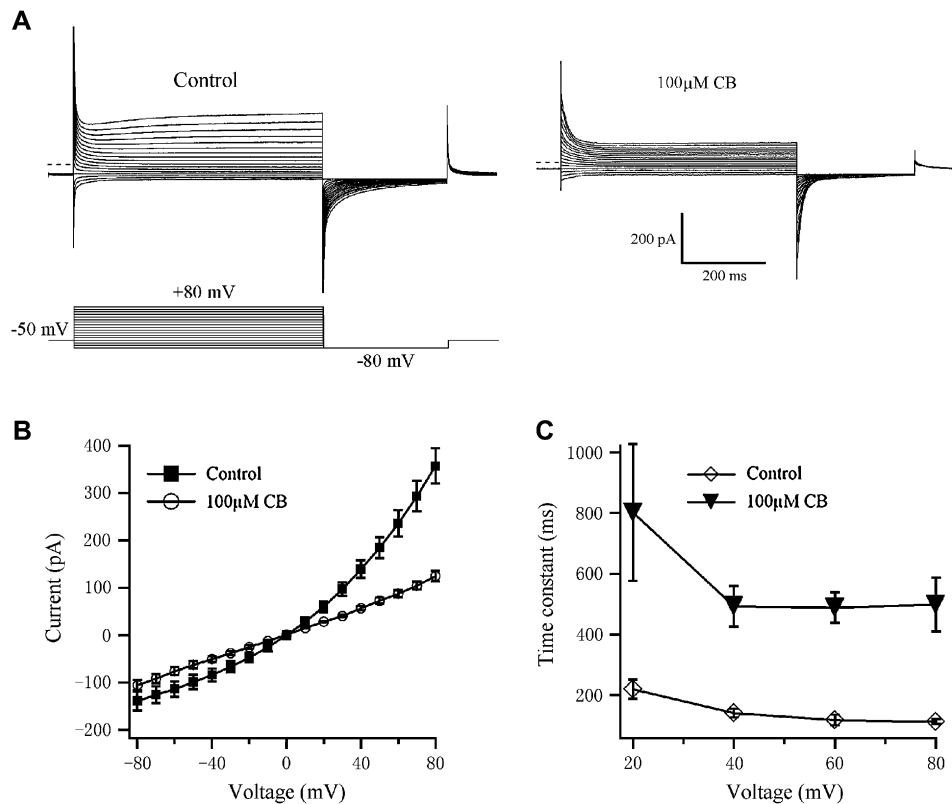 A
Control
100μM CB
200 pA
200 ms
+80 mV
-50 mV
-80 mV
B
400
300
200
100
0
−100
−200
Current (pA)
Control
100μM CB
−80
−40
0
40
80
Voltage (mV)
C
1000
800
600
400
200
Time constant (ms)
Control
100μM CB
20
40
60
80
Voltage (mV)